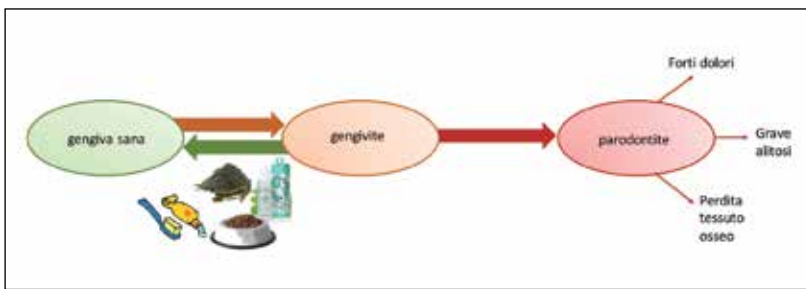 gengiva sana
gengivite
parodontite
Forti dolori
Grave
alitosi
Perdita
tessuto
osseo